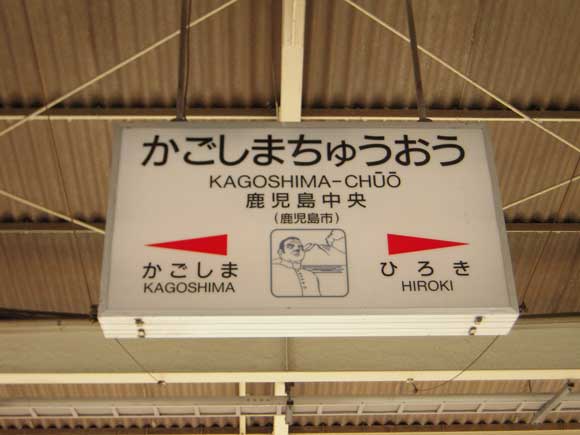 かごしまちゅうおう
KAGOSHIMA-CHŪŌ
鹿児島中央
(鹿児島市)
かごしま
KAGOSHIMA
ひろき
HIROKI